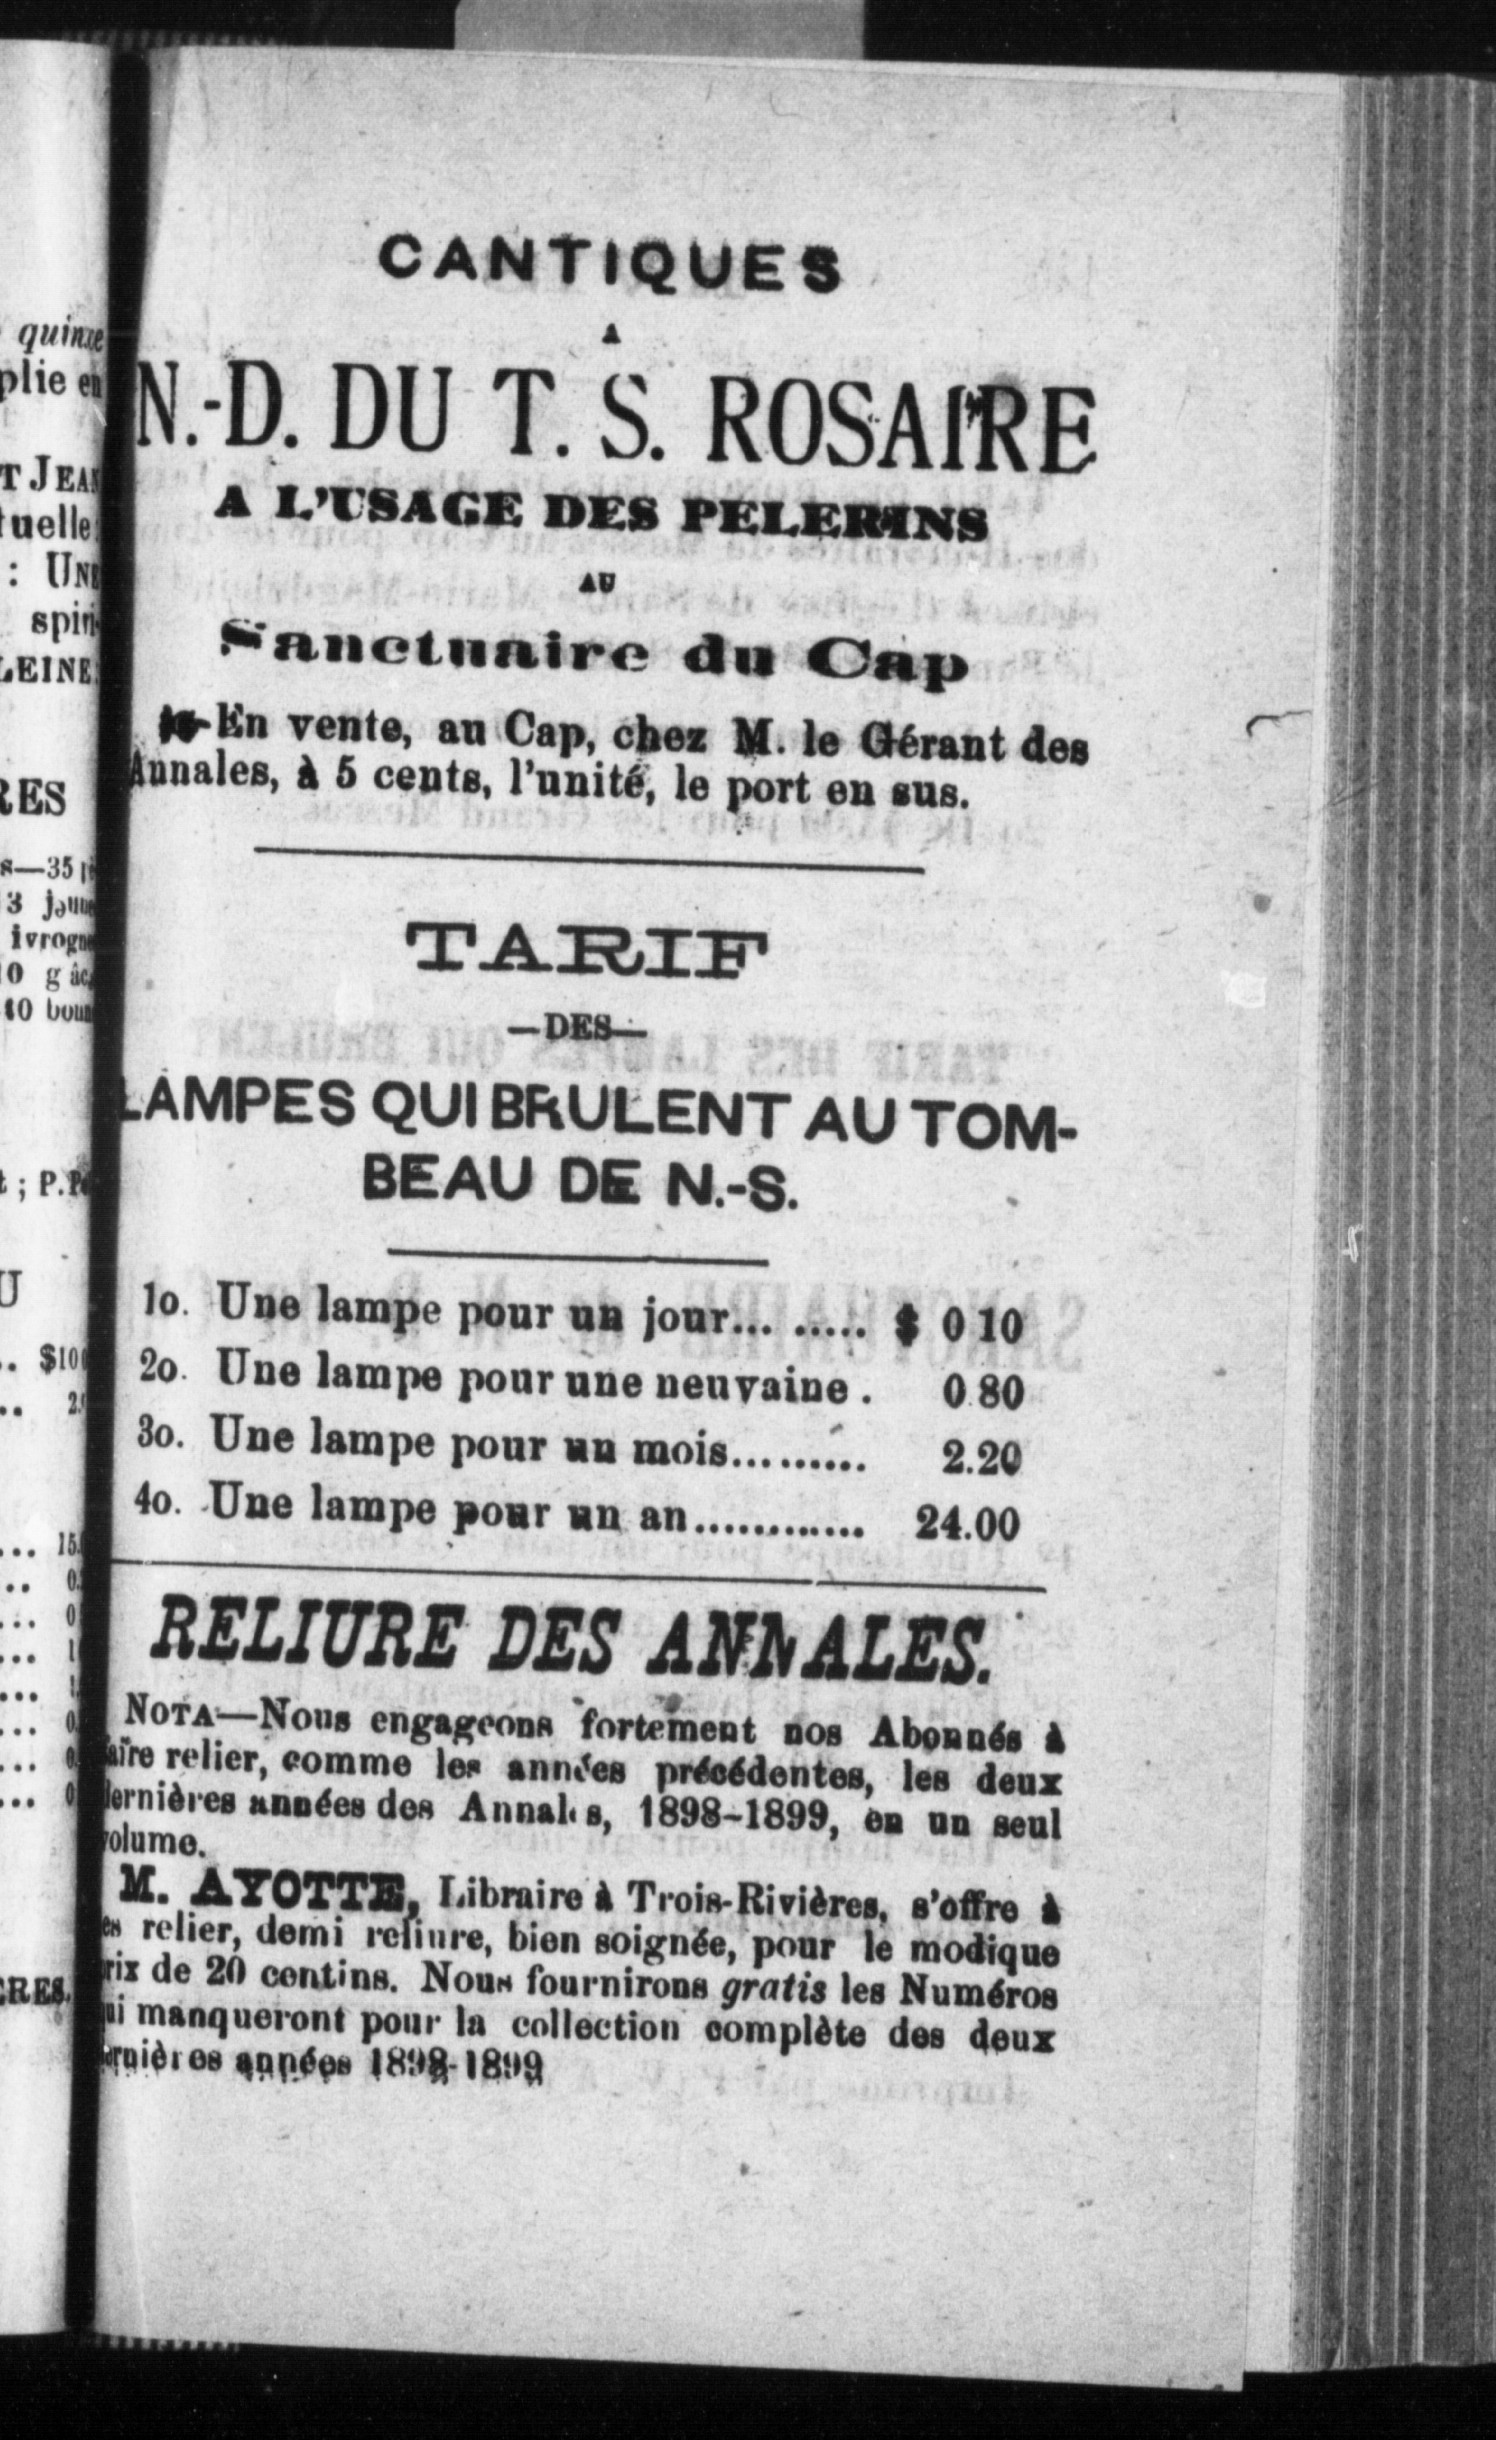 CANTIQUES
A
N.-D. DU T. S. ROSAIRE
A L'USAGE DES PELERINS
AU
Sanctuaire du Cap
En vente, au Cap, chez M. le Gérant des
Annales, à 5 cents, l'unité, le port en sus.
TARIF
—DES—
LAMPES QUI BRULENT AU TOM-
BEAU DE N.-S.
1o. Une lampe pour un jour... ..... $ 0 10
2o. Une lampe pour une neuvaine . 0.80
3o. Une lampe pour un mois......... 2.20
4o. Une lampe pour un an............ 24.00
RELIURE DES ANNALES.
NOTA—Nous engageons fortement nos Abonnés à
faire relier, comme les années précédentes, les deux
dernières années des Annales, 1898-1899, en un seul
volume.
M. AYOTTE, Libraire à Trois-Rivières, s'offre à
es relier, demi reliure, bien soignée, pour le modique
rix de 20 centins. Nous fournirons gratis les Numéros
ui manqueront pour la collection complète des deux
ernières années 1898-1899